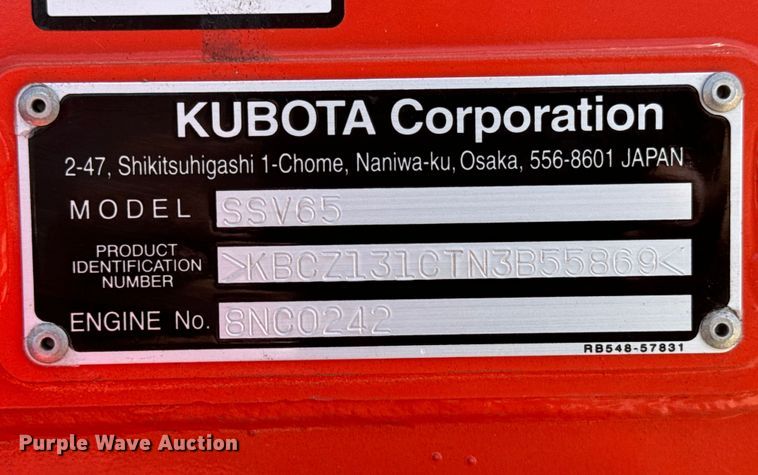 KUBOTA Corporation
2-47, Shikitsuhigashi 1-Chome, Naniwa-ku, Osaka, 556-8601 JAPAN
MODEL SSV65
PRODUCT
IDENTIFICATION
NUMBER >KBCZ131CTN3B55869<
ENGINE No. 8NC0242
RB548-57831
Purple Wave Auction